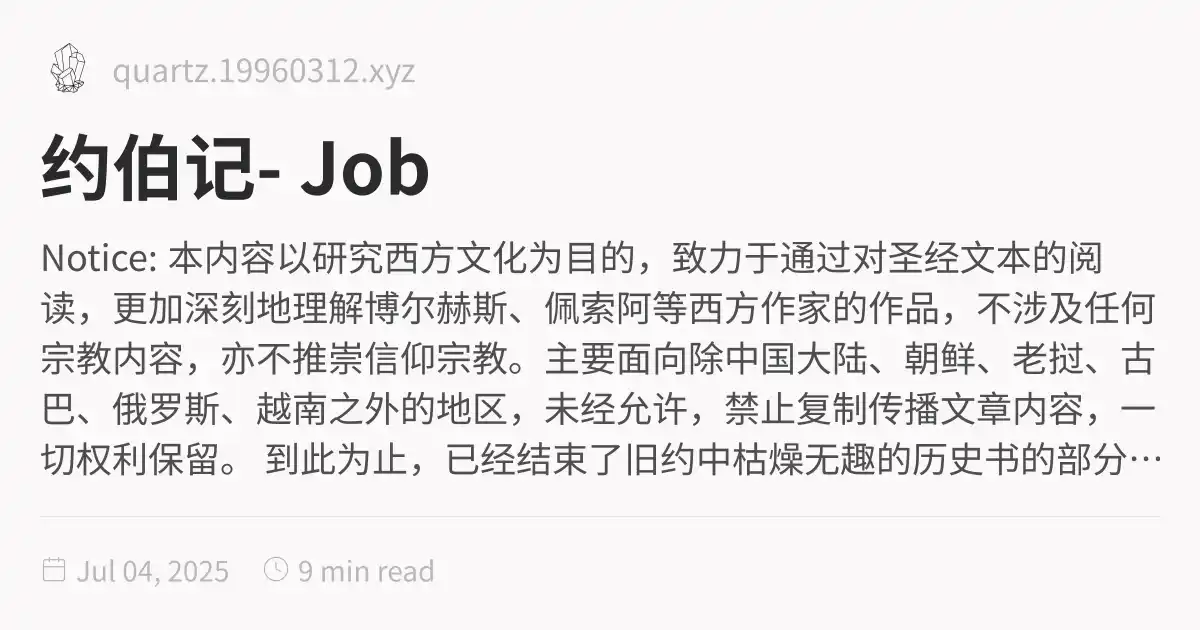 quartz.19960312.xyz
约伯记- Job
Notice: 本内容以研究西方文化为目的，致力于通过对圣经文本的阅
读，更加深刻地理解博尔赫斯、佩索阿等西方作家的作品，不涉及任何
宗教内容，亦不推崇信仰宗教。主要面向除中国大陆、朝鲜、老挝、古
巴、俄罗斯、越南之外的地区，未经允许，禁止复制传播文章内容，一
切权利保留。 到此为止，已经结束了旧约中枯燥无趣的历史书的部分…
Jul 04, 2025 9 min read